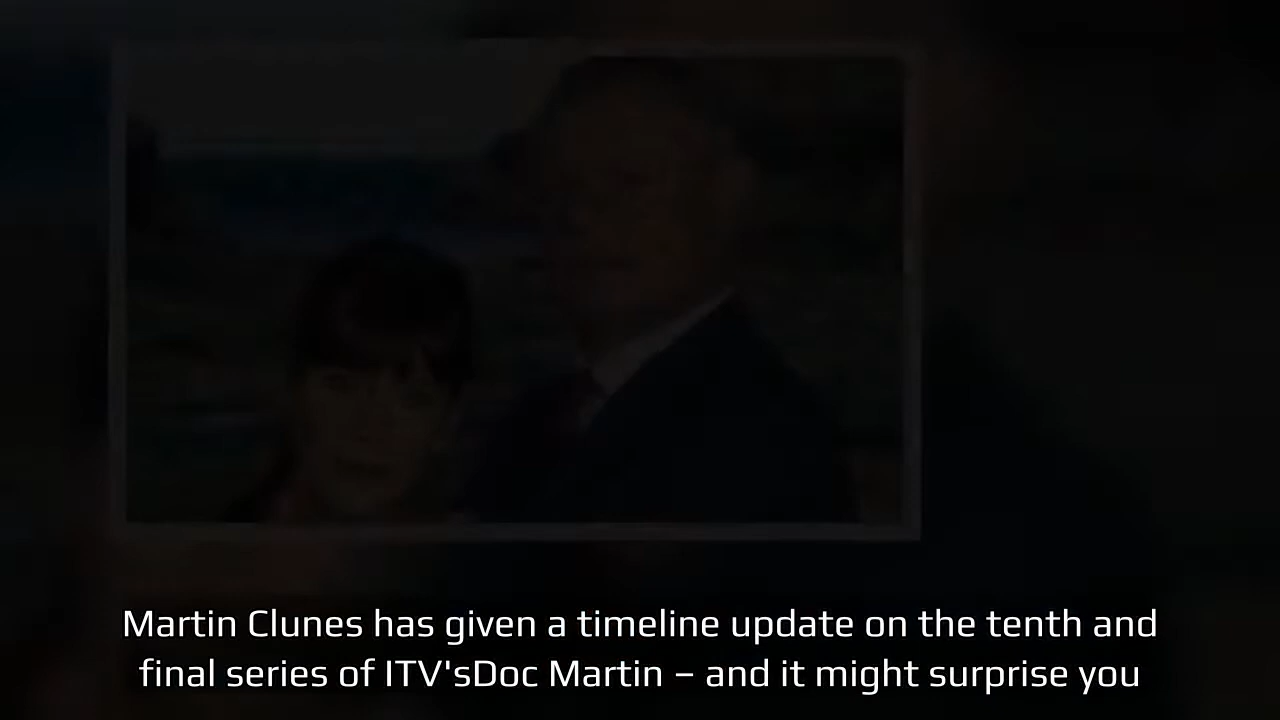 Martin Clunes has given a timeline update on the tenth and
final series of ITV'sDoc Martin – and it might surprise you